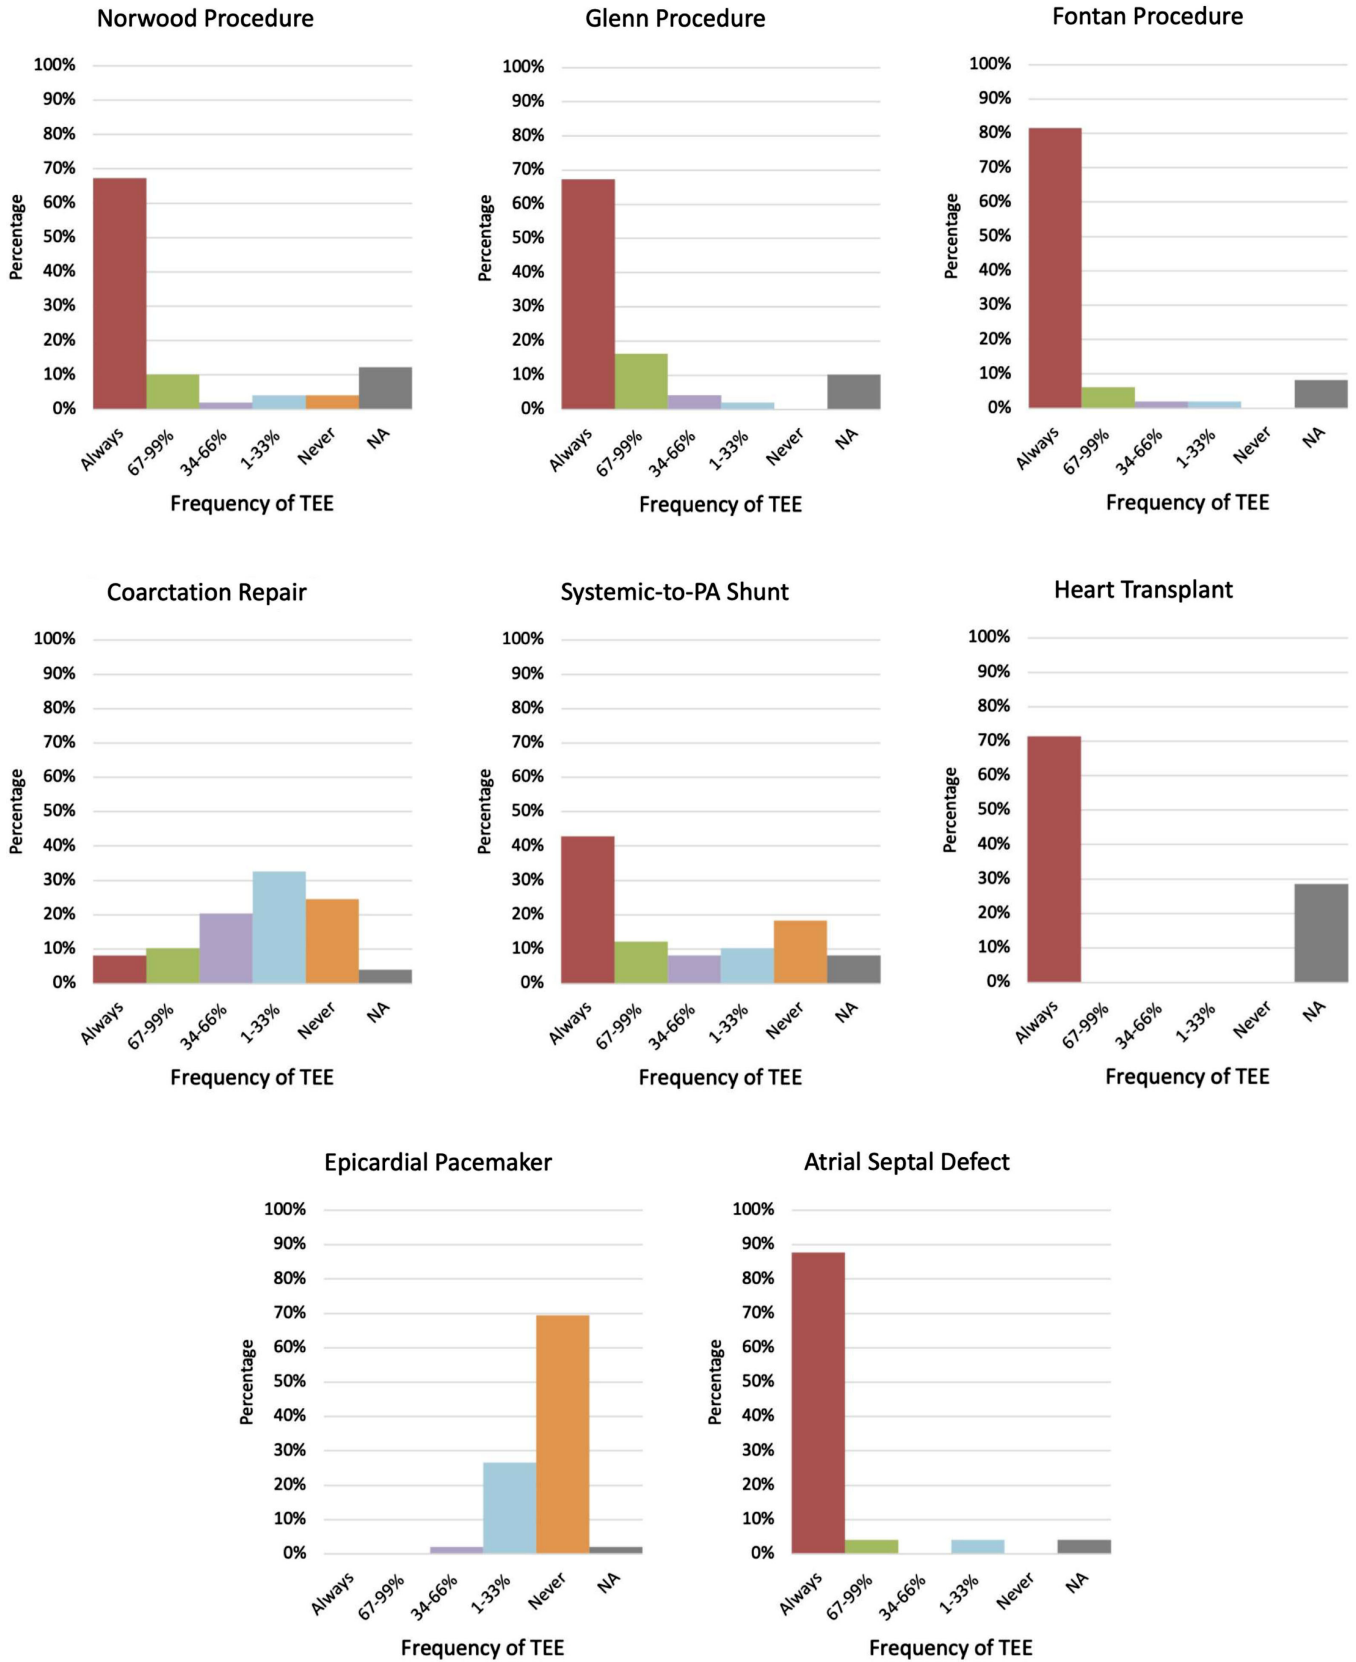 Norwood Procedure
100%
90%
80%
70%
60%
50%
40%
30%
20%
10%
0%
Percentage
Always
67-99%
34-66%
1-33%
Never
NA
Frequency of TEE
Glenn Procedure
100%
90%
80%
70%
60%
50%
40%
30%
20%
10%
0%
Percentage
Always
67-99%
34-66%
1-33%
Never
NA
Frequency of TEE
Fontan Procedure
100%
90%
80%
70%
60%
50%
40%
30%
20%
10%
0%
Percentage
Always
67-99%
34-66%
1-33%
Never
NA
Frequency of TEE
Coarctation Repair
100%
90%
80%
70%
60%
50%
40%
30%
20%
10%
0%
Percentage
Always
67-99%
34-66%
1-33%
Never
NA
Frequency of TEE
Systemic-to-PA Shunt
100%
90%
80%
70%
60%
50%
40%
30%
20%
10%
0%
Percentage
Always
67-99%
34-66%
1-33%
Never
NA
Frequency of TEE
Heart Transplant
100%
90%
80%
70%
60%
50%
40%
30%
20%
10%
0%
Percentage
Always
67-99%
34-66%
1-33%
Never
NA
Frequency of TEE
Epicardial Pacemaker
100%
90%
80%
70%
60%
50%
40%
30%
20%
10%
0%
Percentage
Always
67-99%
34-66%
1-33%
Never
NA
Frequency of TEE
Atrial Septal Defect
100%
90%
80%
70%
60%
50%
40%
30%
20%
10%
0%
Percentage
Always
67-99%
34-66%
1-33%
Never
NA
Frequency of TEE